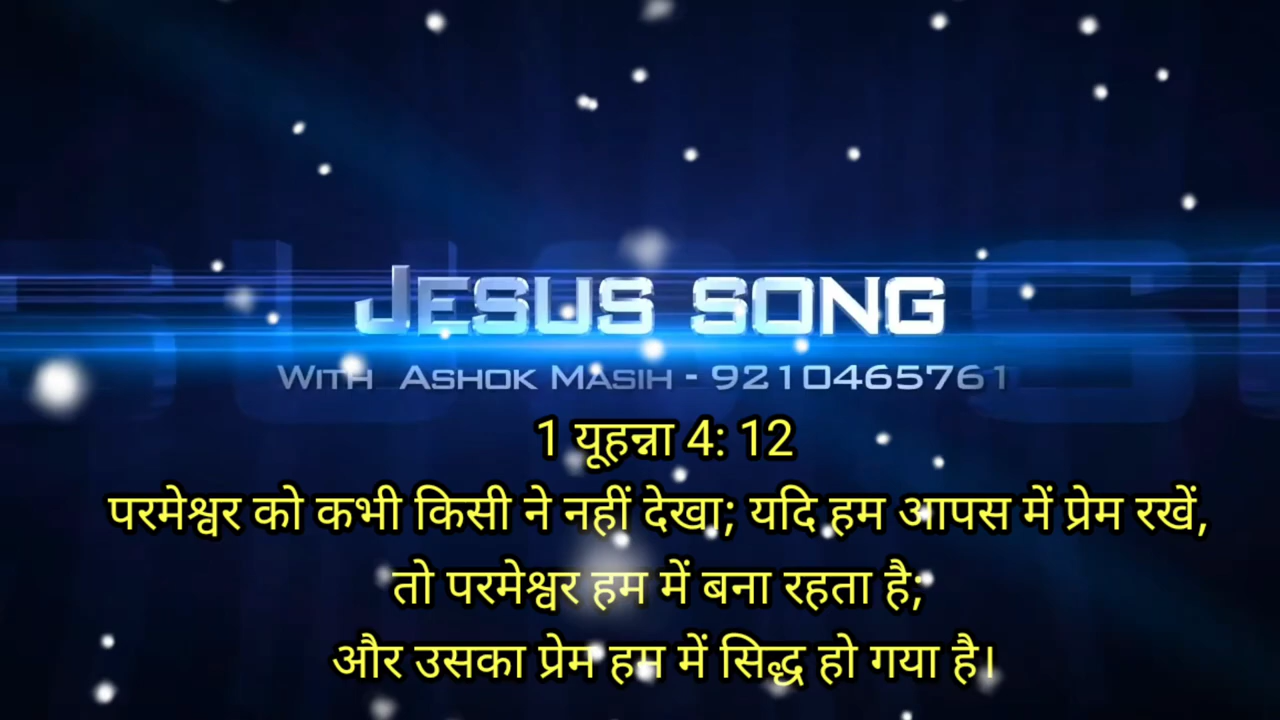 JESUS SONG
WITH ASHOK MASIH - 9210465761
1 यूहन्ना 4: 12
परमेश्वर को कभी किसी ने नहीं देखा; यदि हम आपस में प्रेम रखें,
तो परमेश्वर हम में बना रहता है;
और उसका प्रेम हम में सिद्ध हो गया है।